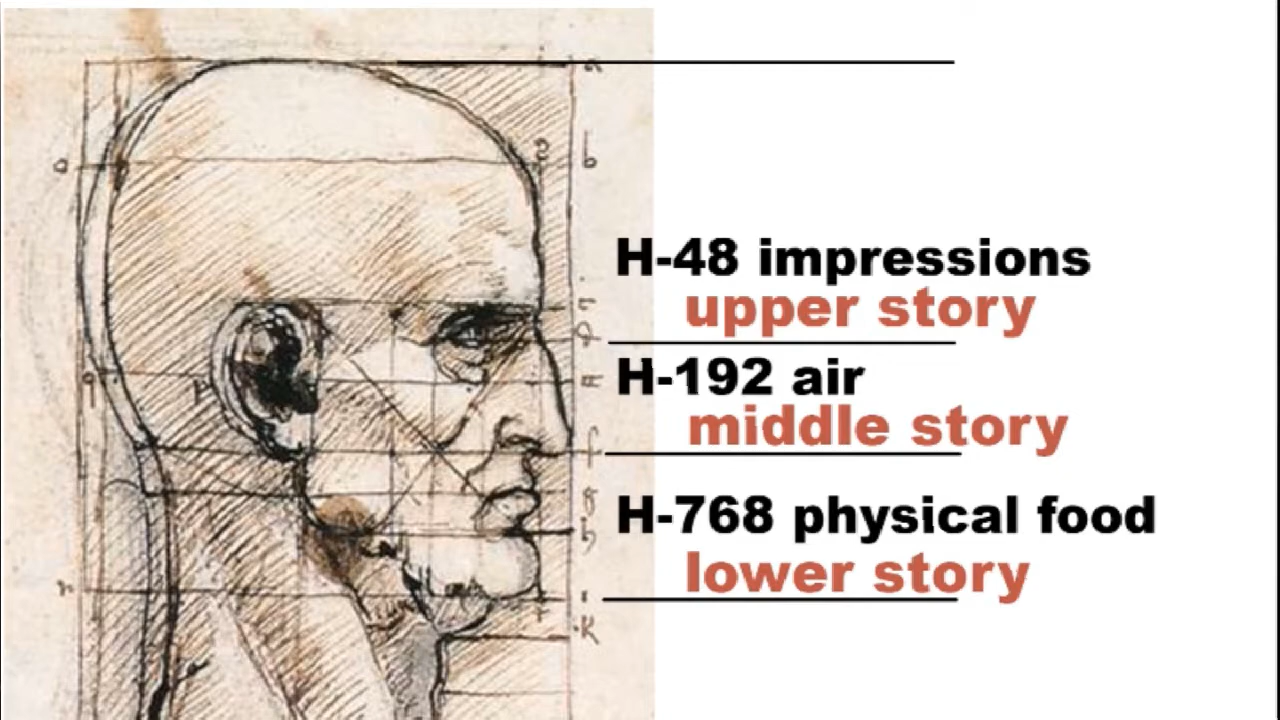 H-48 impressions
upper story
H-192 air
middle story
H-768 physical food
lower story